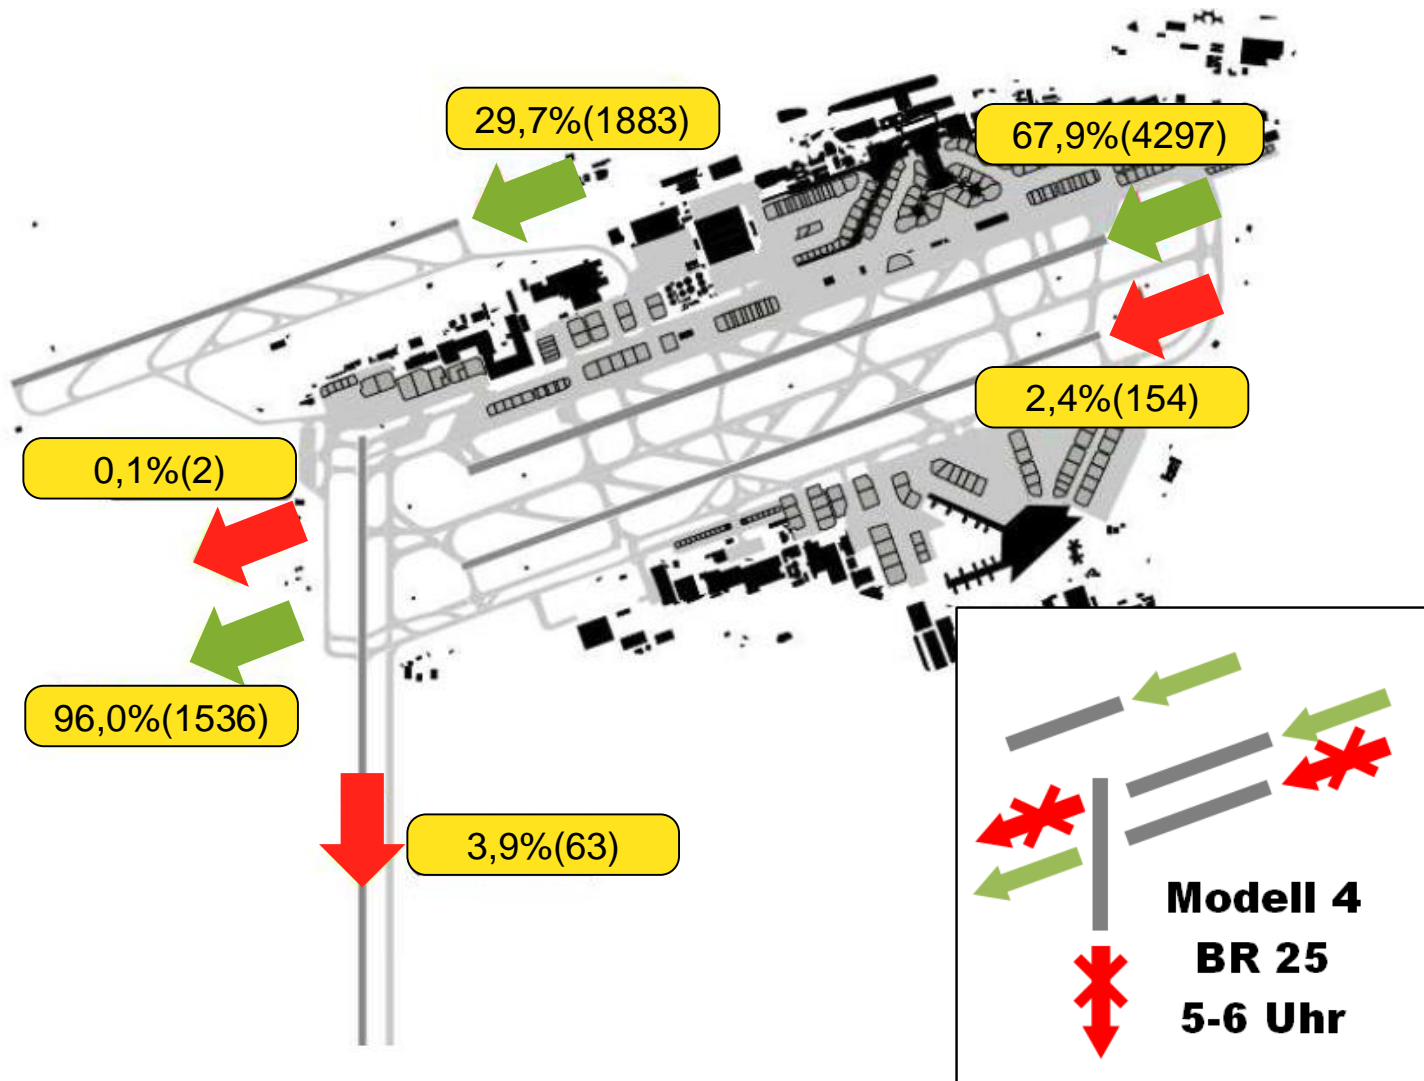 29,7%(1883)
67,9%(4297)
2,4%(154)
0,1%(2)
96,0%(1536)
3,9%(63)
Modell 4
BR 25
5-6 Uhr